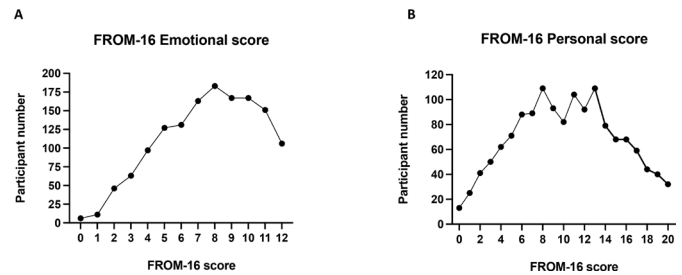 A
FROM-16 Emotional score
200
175
150
125
100
75
50
25
0
Participant number
0 1 2 3 4 5 6 7 8 9 10 11 12
FROM-16 score
B
FROM-16 Personal score
120
100
80
60
40
20
0
Participant number
0 2 4 6 8 10 12 14 16 18 20
FROM-16 score